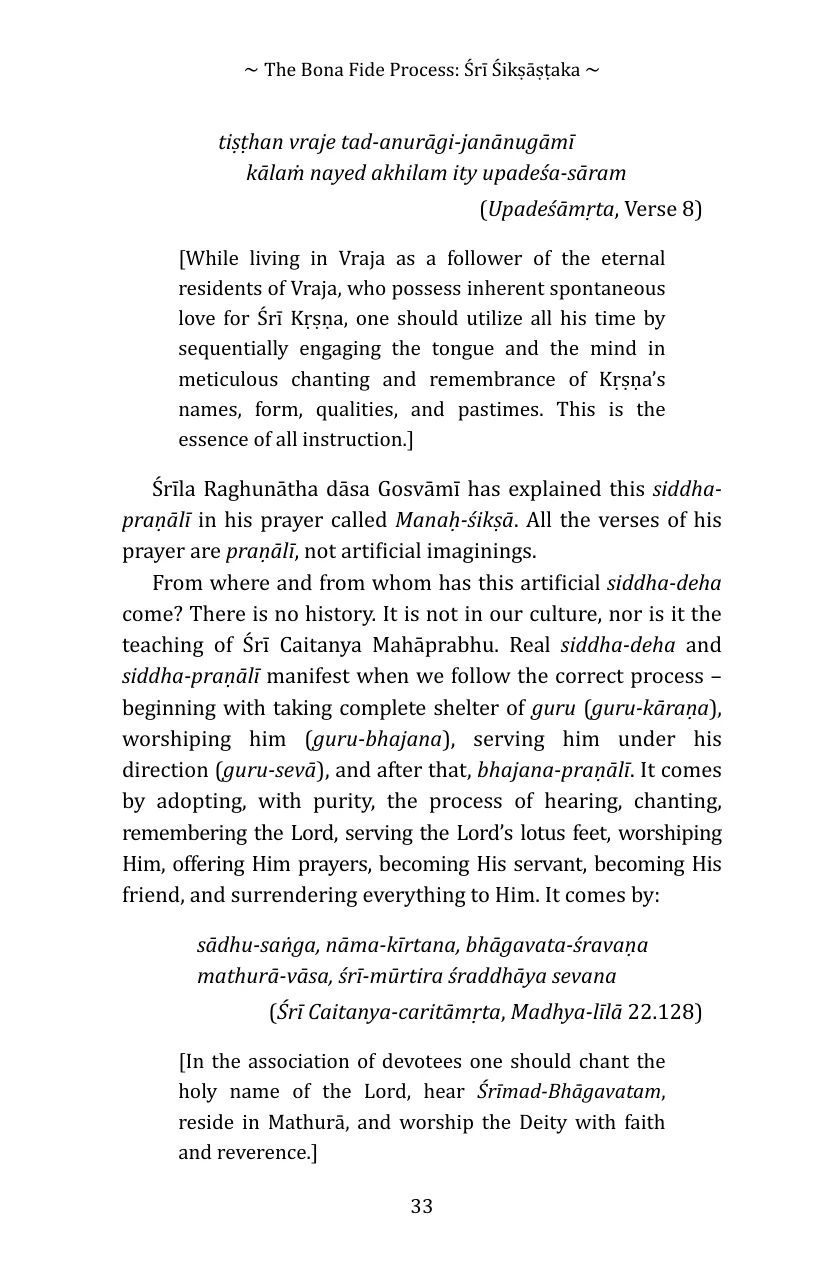 ~ The Bona Fide Process: Śrī Śikṣāṣṭaka ~
tiṣṭhan vraje tad-anurāgi-janānugāmī
kālaṁ nayed akhilam ity upadeśa-sāram
(Upadeśāmṛta, Verse 8)
[While living in Vraja as a follower of the eternal
residents of Vraja, who possess inherent spontaneous
love for Śrī Kṛṣṇa, one should utilize all his time by
sequentially engaging the tongue and the mind in
meticulous chanting and remembrance of Kṛṣṇa’s
names, form, qualities, and pastimes. This is the
essence of all instruction.]
Śrīla Raghunātha dāsa Gosvāmī has explained this siddha-
praṇālī in his prayer called Manaḥ-śikṣā. All the verses of his
prayer are praṇālī, not artificial imaginings.
From where and from whom has this artificial siddha-deha
come? There is no history. It is not in our culture, nor is it the
teaching of Śrī Caitanya Mahāprabhu. Real siddha-deha and
siddha-praṇālī manifest when we follow the correct process –
beginning with taking complete shelter of guru (guru-kāraṇa),
worshiping him (guru-bhajana), serving him under his
direction (guru-sevā), and after that, bhajana-praṇālī. It comes
by adopting, with purity, the process of hearing, chanting,
remembering the Lord, serving the Lord’s lotus feet, worshiping
Him, offering Him prayers, becoming His servant, becoming His
friend, and surrendering everything to Him. It comes by:
sādhu-saṅga, nāma-kīrtana, bhāgavata-śravaṇa
mathurā-vāsa, śrī-mūrtira śraddhāya sevana
(Śrī Caitanya-caritāmṛta, Madhya-līlā 22.128)
[In the association of devotees one should chant the
holy name of the Lord, hear Śrīmad-Bhāgavatam,
reside in Mathurā, and worship the Deity with faith
and reverence.]
33